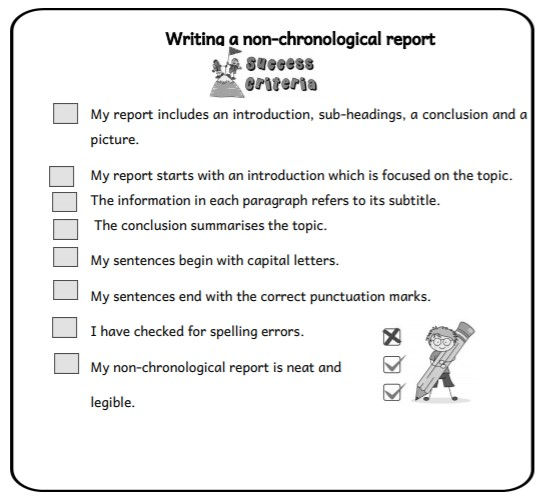 Writing a non-chronological report
Success
Criteria
My report includes an introduction, sub-headings, a conclusion and a
picture.
My report starts with an introduction which is focused on the topic.
The information in each paragraph refers to its subtitle.
The conclusion summarises the topic.
My sentences begin with capital letters.
My sentences end with the correct punctuation marks.
I have checked for spelling errors.
My non-chronological report is neat and
legible.